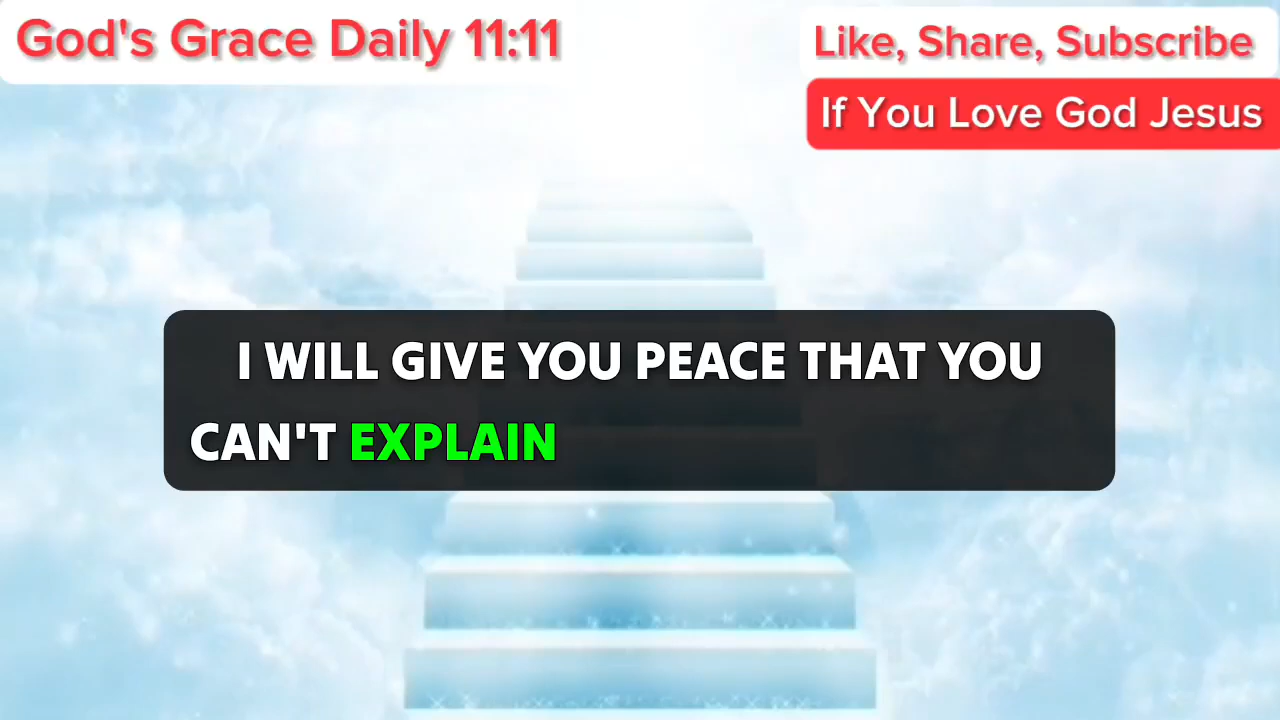 God's Grace Daily 11:11
Like, Share, Subscribe
If You Love God Jesus
I WILL GIVE YOU PEACE THAT YOU
CAN'T EXPLAIN